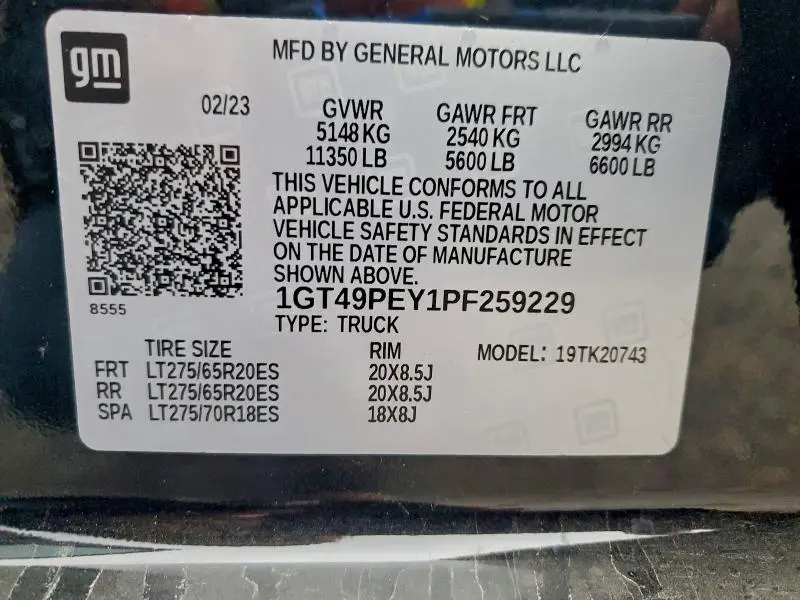 gm
MFD BY GENERAL MOTORS LLC
02/23
GVWR GAWR FRT GAWR RR
5148 KG 2540 KG 2994 KG
11350 LB 5600 LB 6600 LB
THIS VEHICLE CONFORMS TO ALL
APPLICABLE U.S. FEDERAL MOTOR
VEHICLE SAFETY STANDARDS IN EFFECT
ON THE DATE OF MANUFACTURE
SHOWN ABOVE.
8555
1GT49PEY1PF259229
TYPE: TRUCK
TIRE SIZE RIM MODEL: 19TK20743
FRT LT275/65R20ES 20X8.5J
RR LT275/65R20ES 20X8.5J
SPA LT275/70R18ES 18X8J